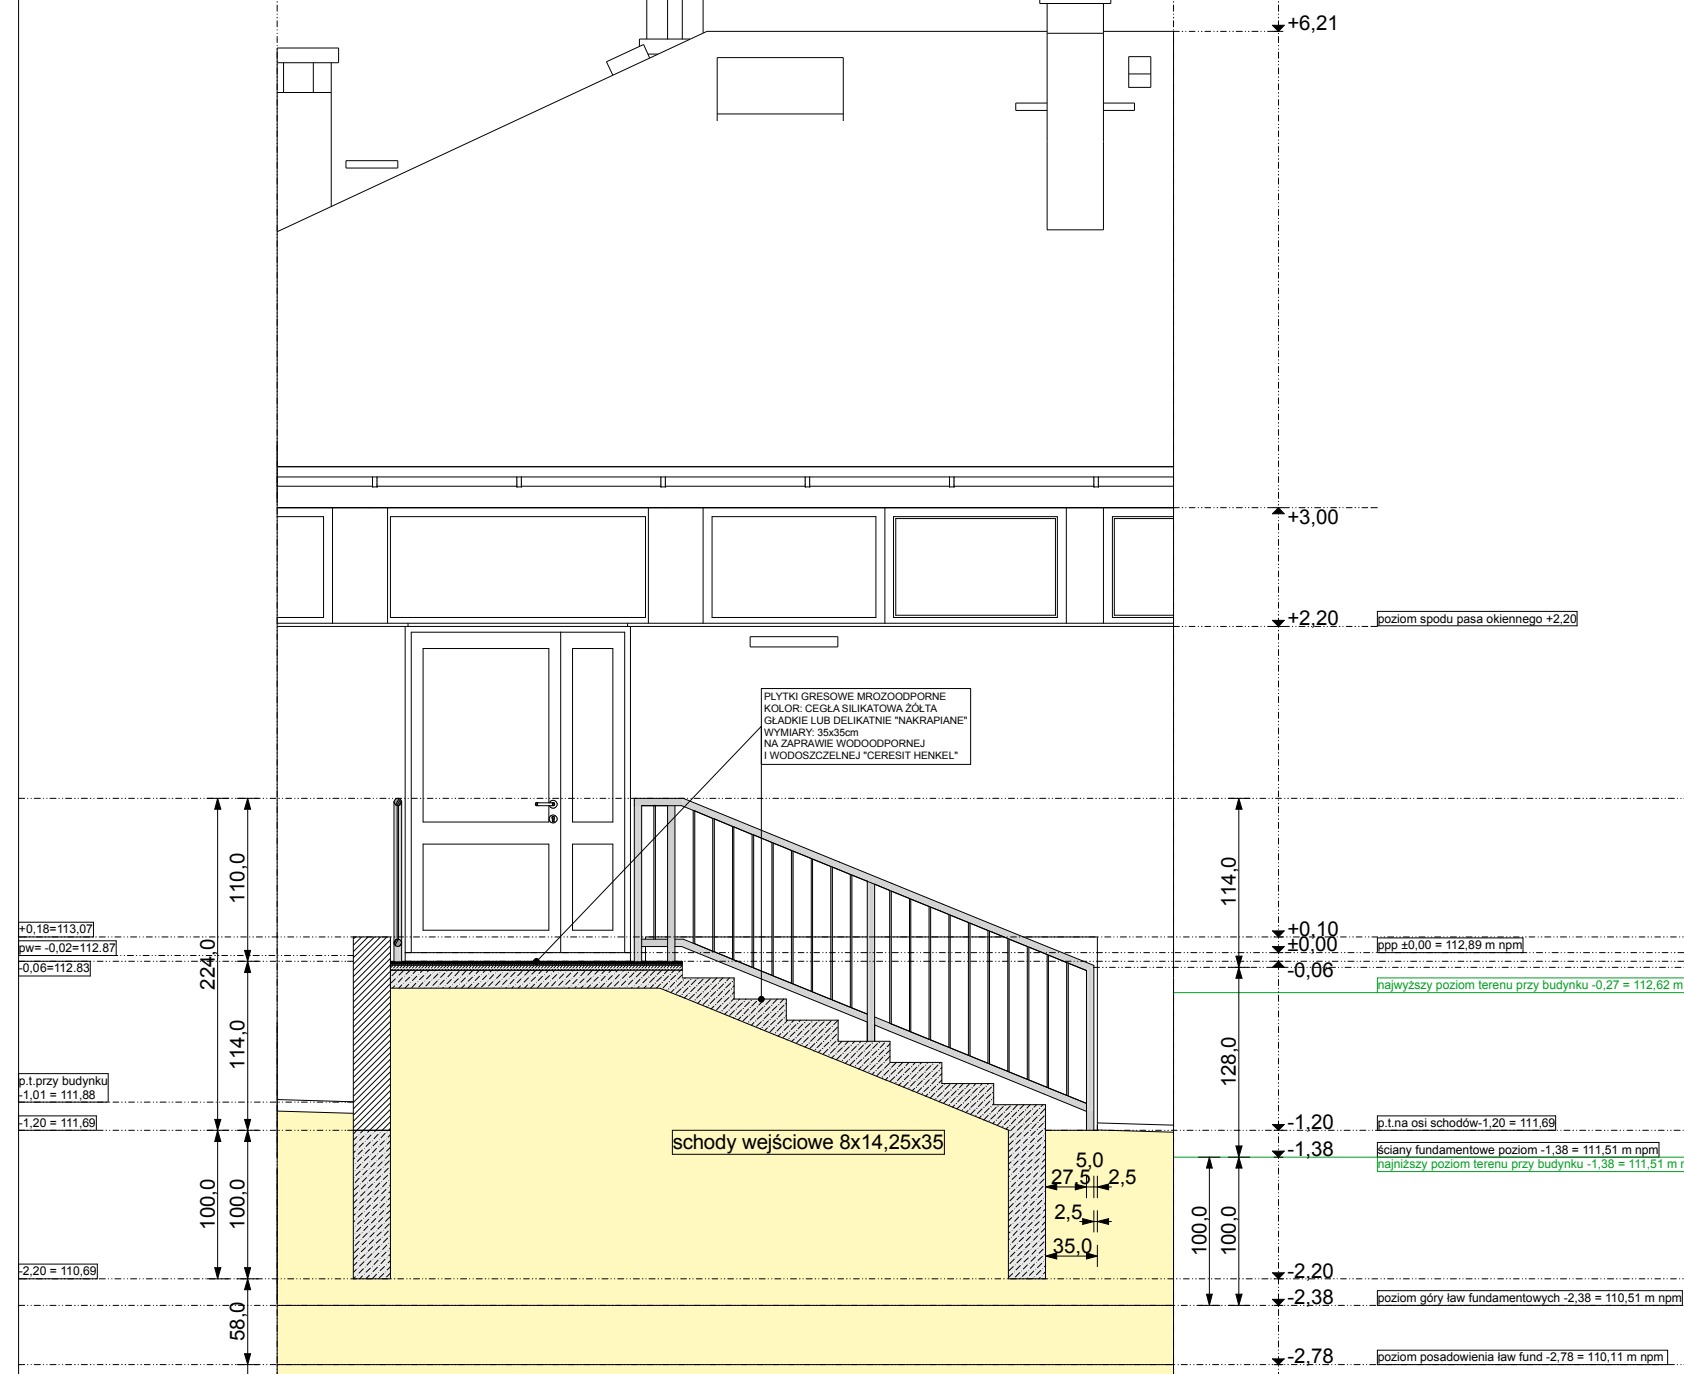 +6,21
+3,00
+2,20
poziom spodu pasa okiennego +2,20
PLYTKI GRESOWE MROZOODPORNE
KOLOR: CEGŁA SILIKATOWA ŻÓŁTA
GŁADKIE LUB DELIKATNIE "NAKRAPIANE"
WYMIARY: 35x35cm
NA ZAPRAWIE WODOODPORNEJ
I WODOSZCZELNEJ "CERESIT HENKEL"
110,0
224,0
114,0
100,0
100,0
58,0
+0,18=113,07
pw= -0,02=112.87
-0,06=112.83
p.t.przy budynku
-1,01 = 111,88
-1,20 = 111,69
-2,20 = 110,69
schody wejściowe 8x14,25x35
5,0
27,5
2,5
2,5
35,0
114,0
128,0
100,0
100,0
+0,10
±0,00
-0,06
-1,20
-1,38
-2,20
-2,38
-2,78
ppp ±0,00 = 112,89 m npm
najwyższy poziom terenu przy budynku -0,27 = 112,62 m
p.t.na osi schodów-1,20 = 111,69
ściany fundamentowe poziom -1,38 = 111,51 m npm
najniższy poziom terenu przy budynku -1,38 = 111,51 m
poziom góry ław fundamentowych -2,38 = 110,51 m npm
poziom posadowienia ław fund -2,78 = 110,11 m npm